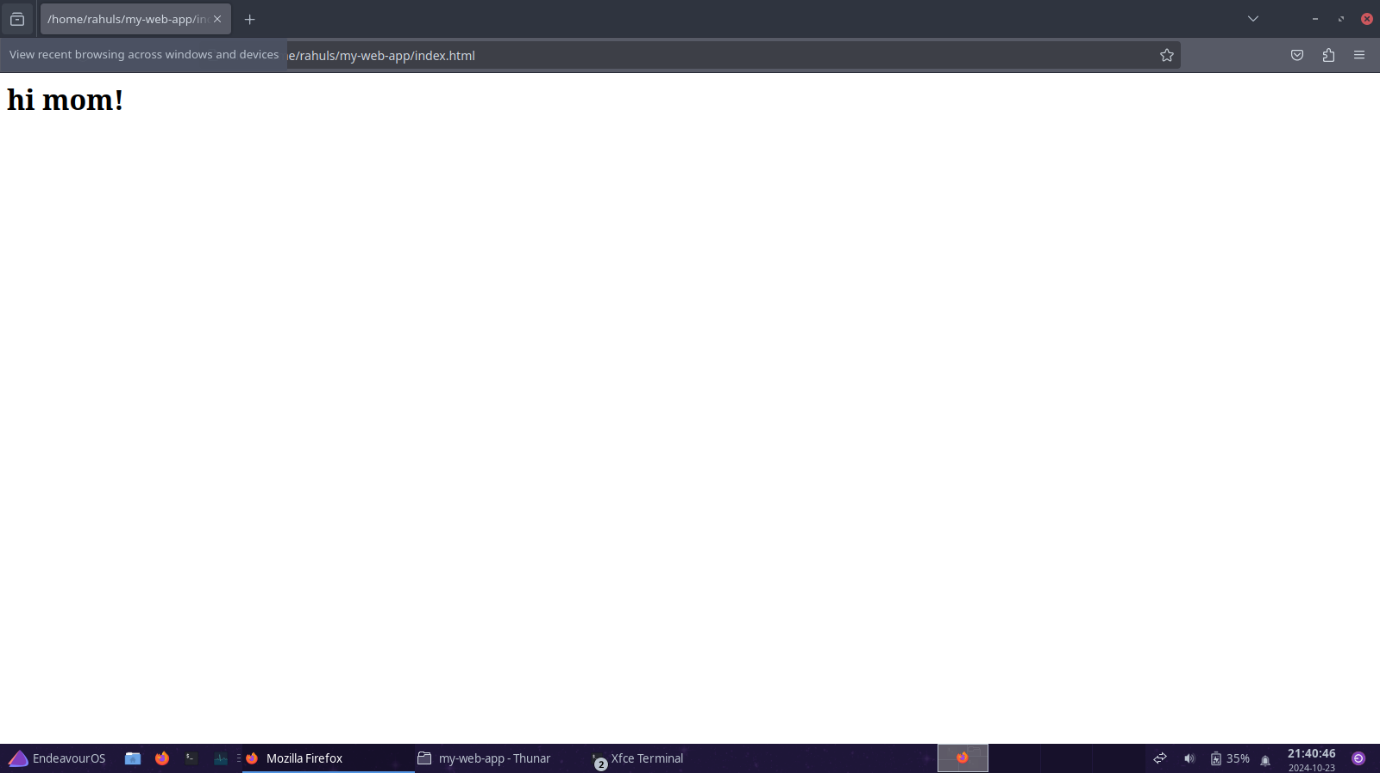 /home/rahuls/my-web-app/in
View recent browsing across windows and devices
e/rahuls/my-web-app/index.html
hi mom!
EndeavourOS
Mozilla Firefox
my-web-app - Thunar
2
Xfce Terminal
35%
21:40:46
2024-10-23